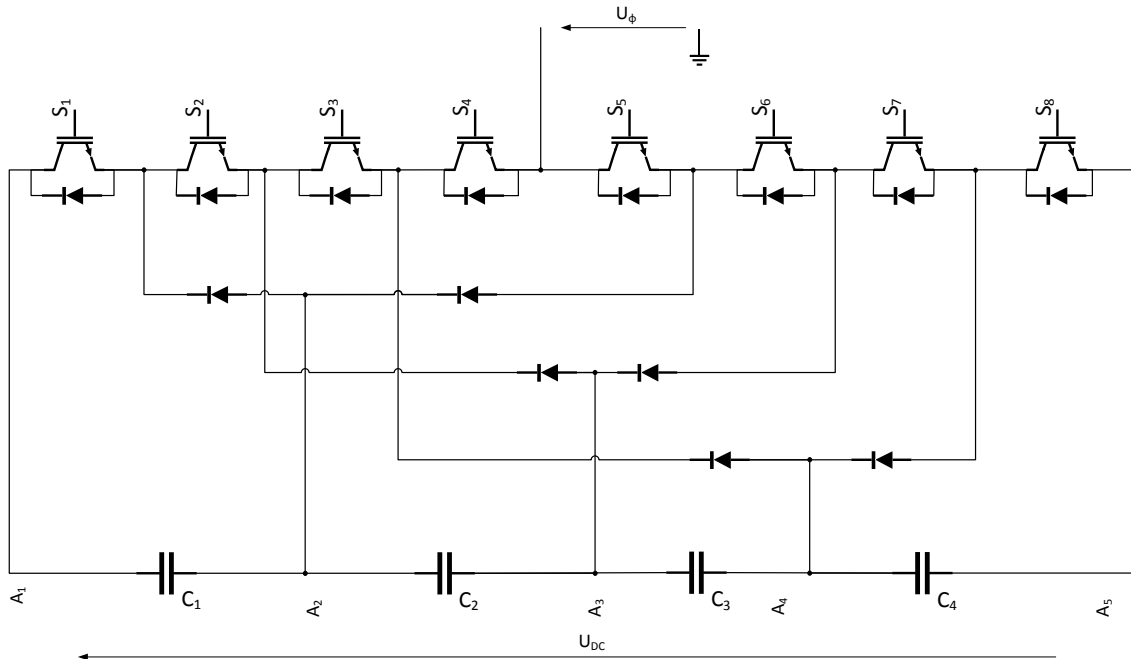 U_ϕ
S₁
S₂
S₃
S₄
S₅
S₆
S₇
S₈
A₁
C₁
A₂
C₂
A₃
C₃
A₄
C₄
A₅
U_DC